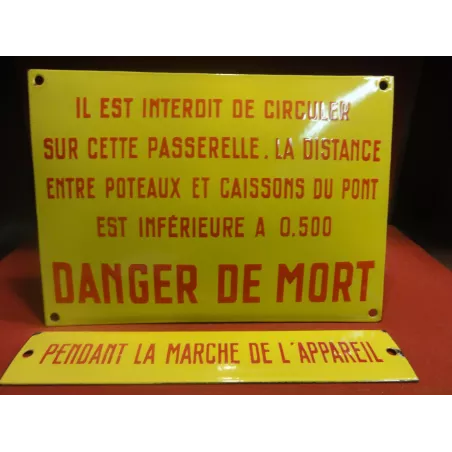 IL EST INTERDIT DE CIRCULER
SUR CETTE PASSERELLE. LA DISTANCE
ENTRE POTEAUX ET CAISSONS DU PONT
EST INFÉRIEURE A 0.500
DANGER DE MORT
PENDANT LA MARCHE DE L'APPAREIL